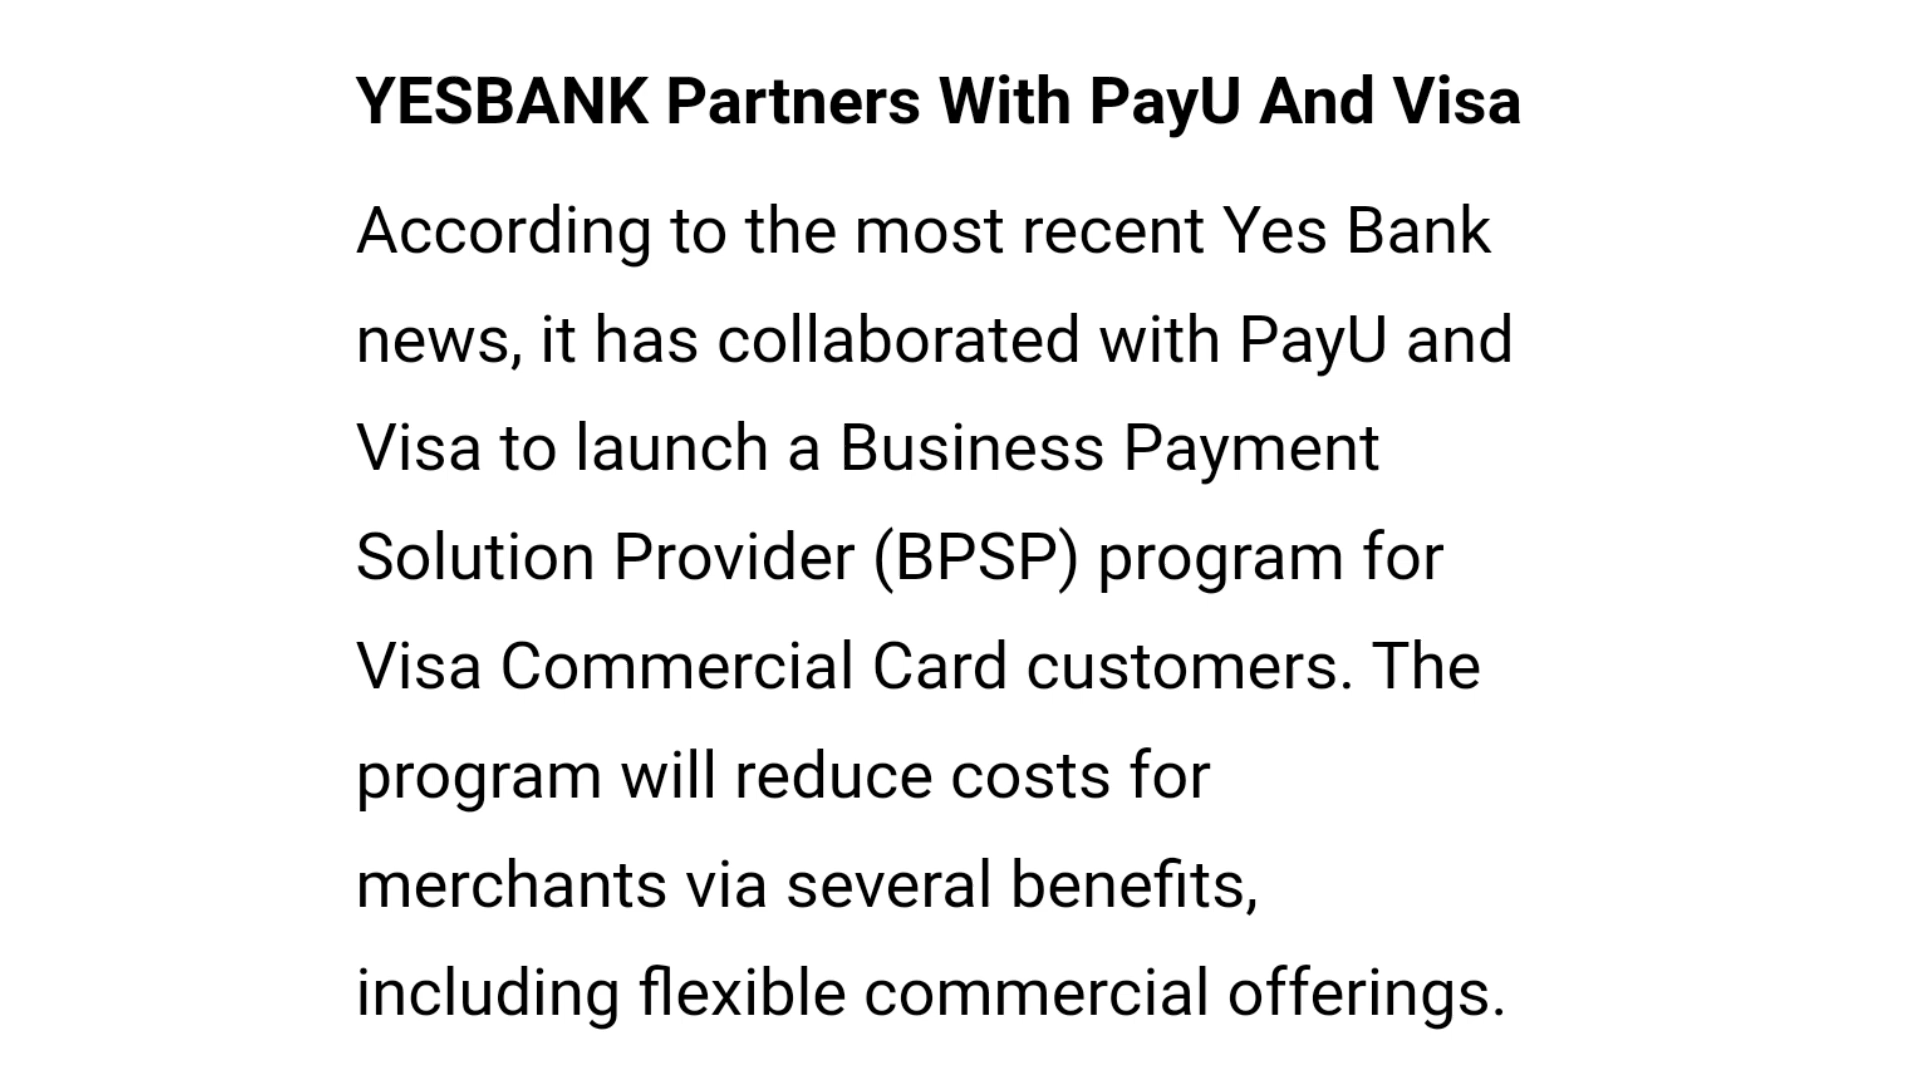 YESBANK Partners With PayU And Visa
According to the most recent Yes Bank
news, it has collaborated with PayU and
Visa to launch a Business Payment
Solution Provider (BPSP) program for
Visa Commercial Card customers. The
program will reduce costs for
merchants via several benefits,
including flexible commercial offerings.